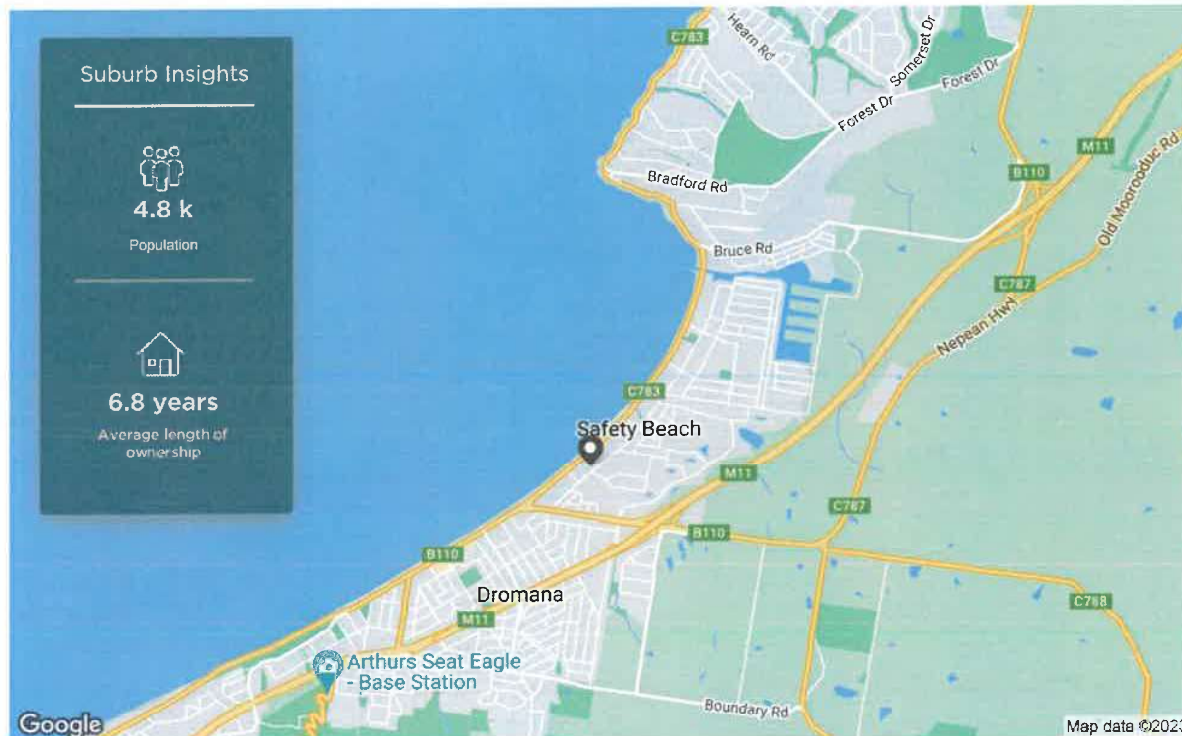 Suburb Insights
4.8 k
Population
6.8 years
Average length of
ownership
C783
Hearn Rd
Somerset Dr
Forest Dr
Forest Dr
M11
B110
Old Moorooduc Rd
Bradford Rd
Bruce Rd
C787
Nepean Hwy
C783
Safety Beach
M11
C787
B110
B110
Dromana
C788
M11
Arthurs Seat Eagle
- Base Station
Boundary Rd
Google
Map data ©2023